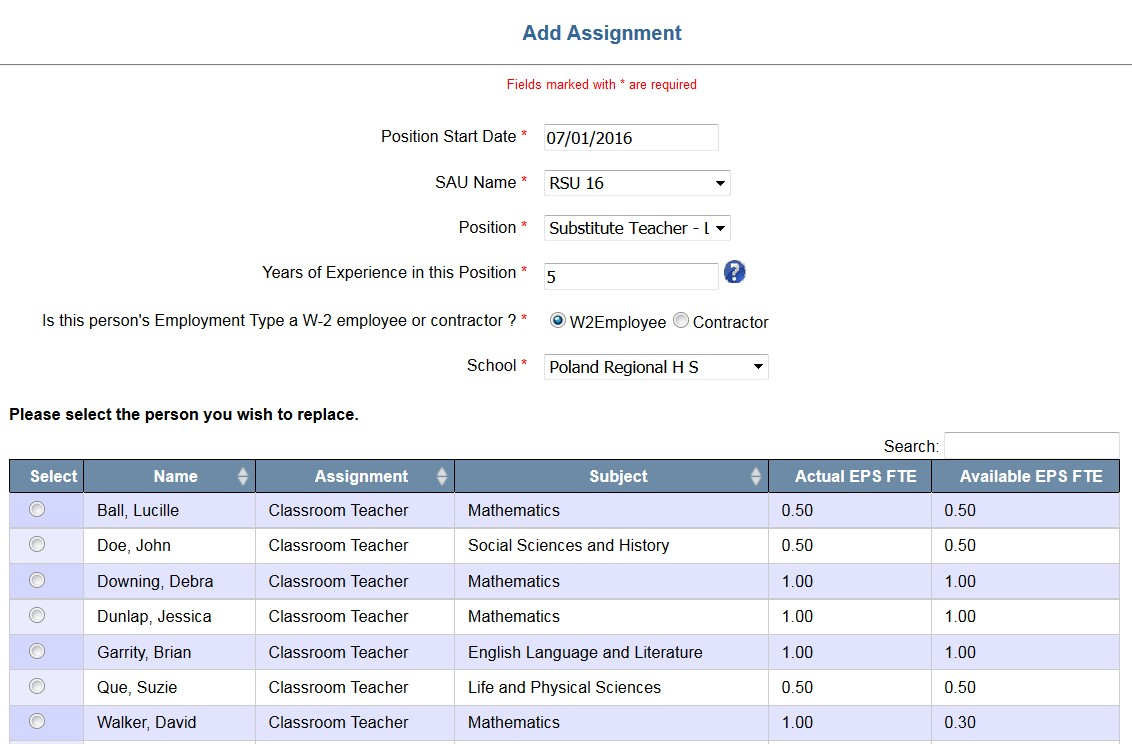 Add Assignment
Fields marked with * are required
Position Start Date * 07/01/2016
SAU Name * RSU 16
Position * Substitute Teacher - L
Years of Experience in this Position * 5 ?
Is this person's Employment Type a W-2 employee or contractor ? * W2Employee Contractor
School * Poland Regional H S
Please select the person you wish to replace.
Search:
Select Name Assignment Subject Actual EPS FTE Available EPS FTE
Ball, Lucille Classroom Teacher Mathematics 0.50 0.50
Doe, John Classroom Teacher Social Sciences and History 0.50 0.50
Downing, Debra Classroom Teacher Mathematics 1.00 1.00
Dunlap, Jessica Classroom Teacher Mathematics 1.00 1.00
Garrity, Brian Classroom Teacher English Language and Literature 1.00 1.00
Que, Suzie Classroom Teacher Life and Physical Sciences 0.50 0.50
Walker, David Classroom Teacher Mathematics 1.00 0.30